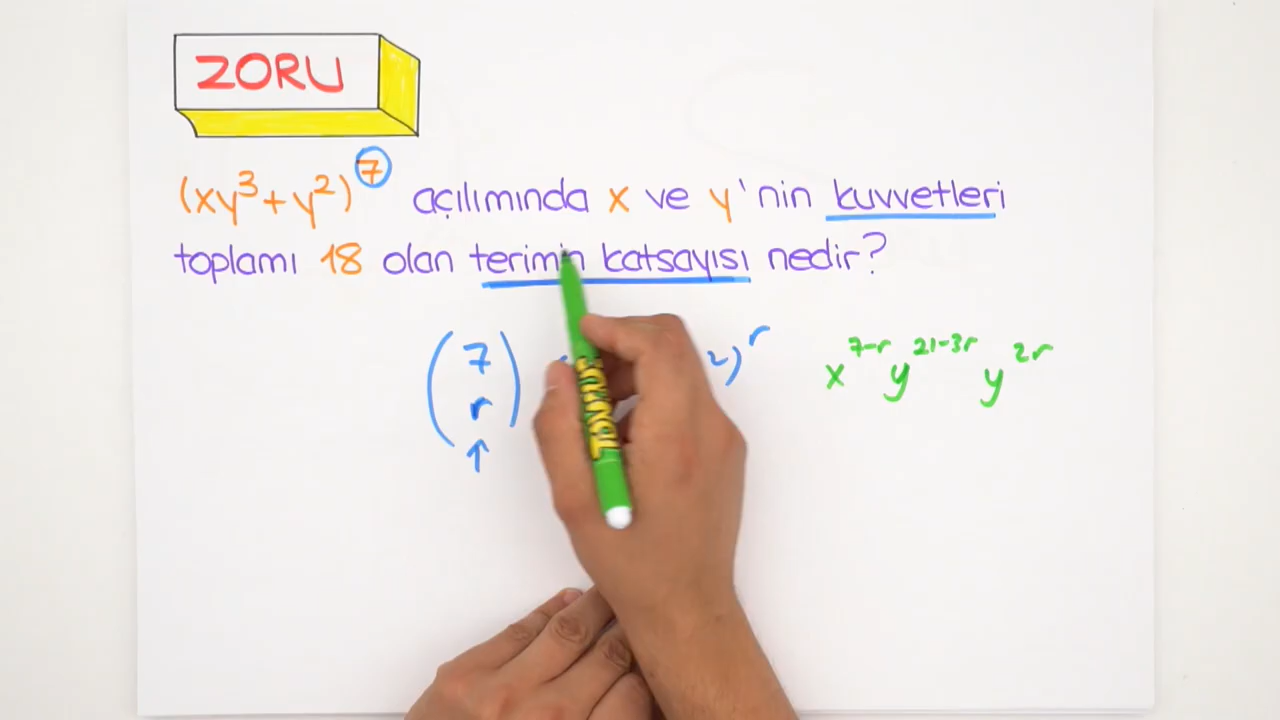 ZORU
(xy³+y²)⁷ açılımında x ve y'nin kuvvetleri
toplamı 18 olan terimin katsayısı nedir?
(7 r) 2)ʳ x⁷⁻ʳ y²¹⁻³ʳ y²ʳ
↑